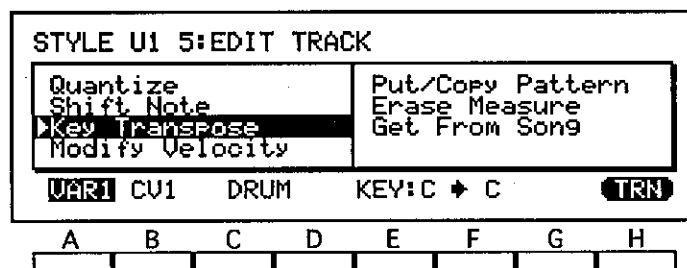 STYLE U1 5:EDIT TRACK
Quantize
Shift Note
Key Transpose
Modify Velocity
Put/Copy Pattern
Erase Measure
Get From Song
VAR1 CV1 DRUM KEY:C ➧ C TRN
A B C D E F G H